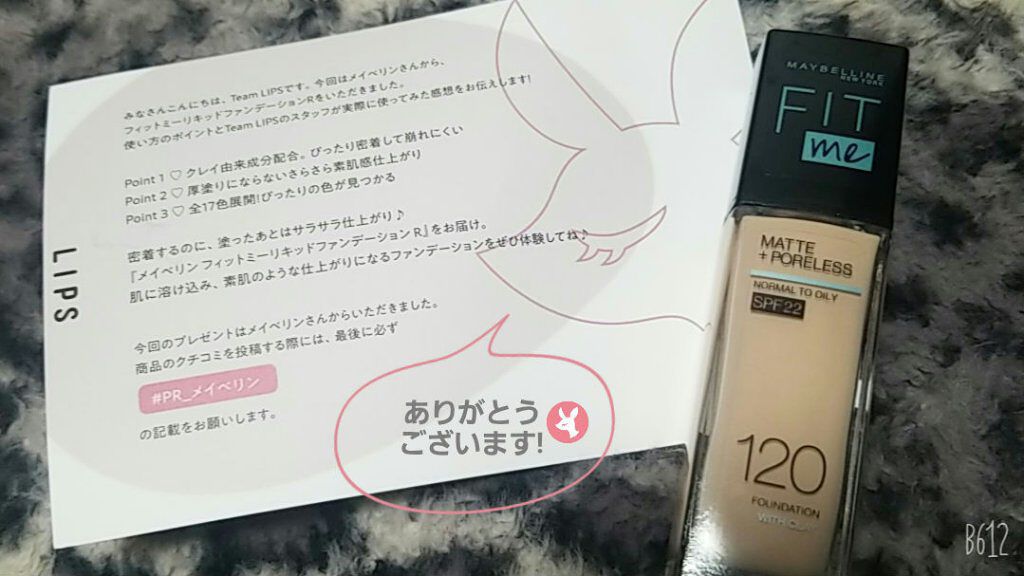 みなさんこんにちは、Team LIPSです。今回はメイベリンさんから、
フィットミーリキッドファンデーションRをいただきました。
使い方のポイントとTeam LIPSのスタッフが実際に使ってみた感想をお伝えします!
Point 1 ♡ クレイ由来成分配合。ぴったり密着して崩れにくい
Point 2 ♡ 厚塗りにならないさらさら素肌感仕上がり
Point 3 ♡ 全17色展開!ぴったりの色が見つかる
密着するのに、塗ったあとはサラサラ仕上がり♪
『メイベリン フィットミーリキッドファンデーション R』をお届け。
肌に溶け込み、素肌のような仕上がりになるファンデーションをぜひ体験してね♪
今回のプレゼントはメイベリンさんからいただきました。
商品のクチコミを投稿する際には、最後に必ず
#PR_メイベリン
の記載をお願いします。
LIPS
ありがとう
ございます!
MAYBELLINE
NEW YORK
FIT
me
MATTE
+ PORELESS
NORMAL TO OILY
SPF 22
120
FOUNDATION
WITH CLAY
B612